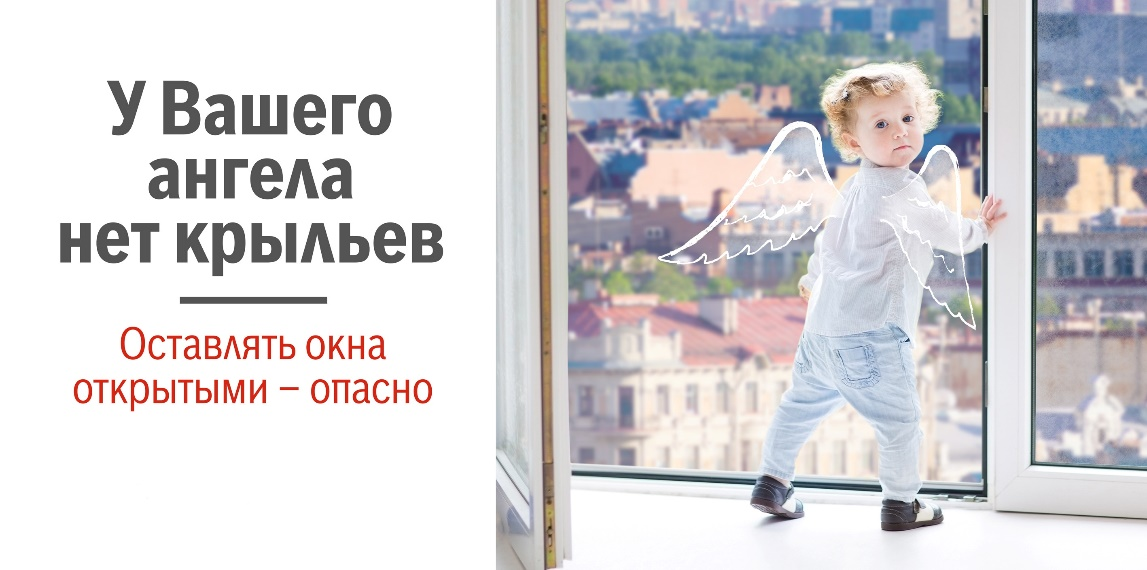 У Вашего
ангела
нет крыльев
Оставлять окна
открытыми – опасно